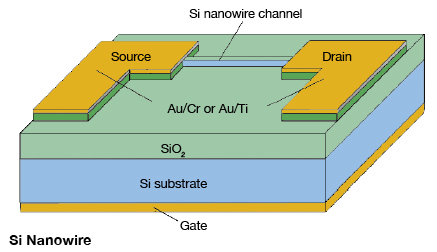 Si nanowire channel
Source
Drain
Au/Cr or Au/Ti
SiO₂
Si substrate
Gate
Si Nanowire